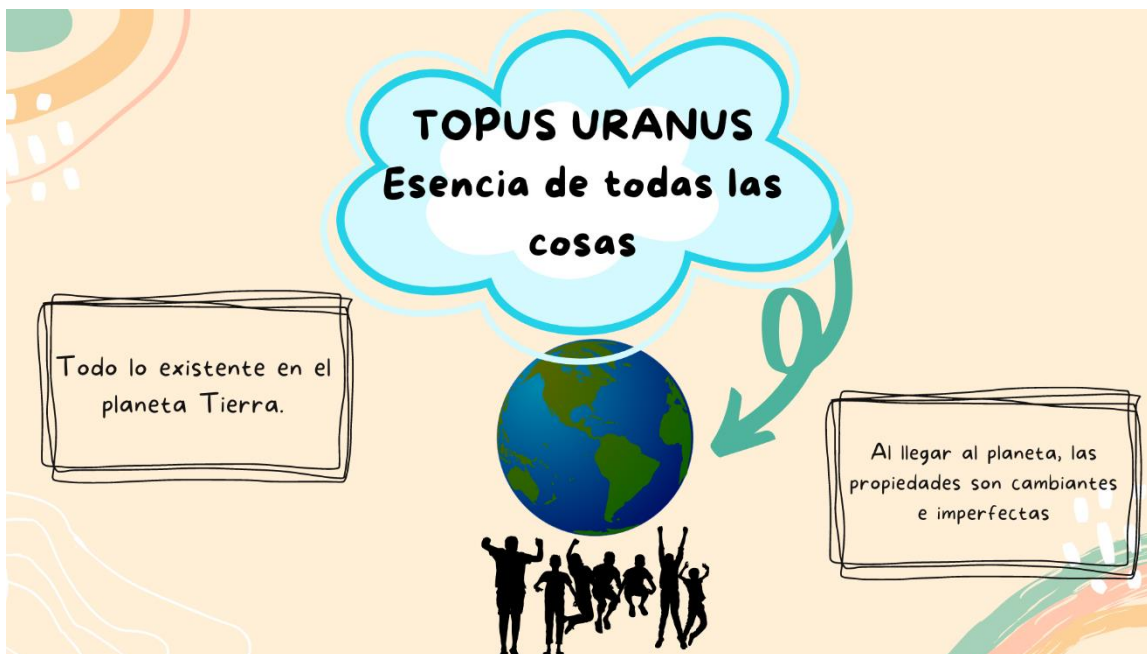 TOPUS URANUS
Esencia de todas las
cosas
Todo lo existente en el
planeta Tierra.
Al llegar al planeta, las
propiedades son cambiantes
e imperfectas